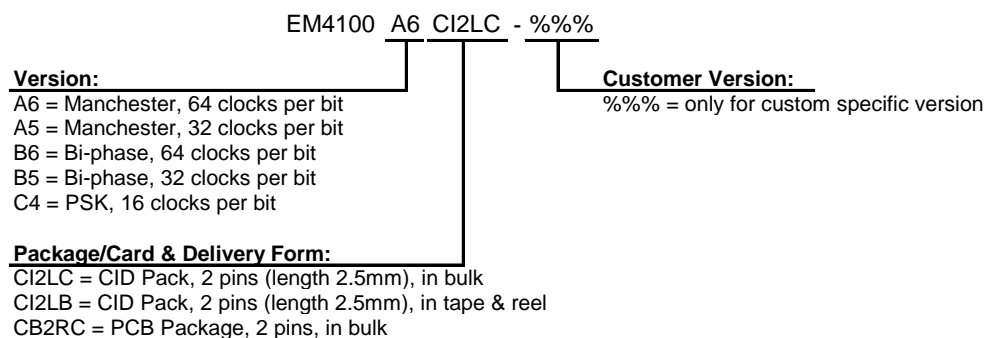 EM4100 A6 CI2LC - %%%
Version:
A6 = Manchester, 64 clocks per bit
A5 = Manchester, 32 clocks per bit
B6 = Bi-phase, 64 clocks per bit
B5 = Bi-phase, 32 clocks per bit
C4 = PSK, 16 clocks per bit
Customer Version:
%%% = only for custom specific version
Package/Card & Delivery Form:
CI2LC = CID Pack, 2 pins (length 2.5mm), in bulk
CI2LB = CID Pack, 2 pins (length 2.5mm), in tape & reel
CB2RC = PCB Package, 2 pins, in bulk